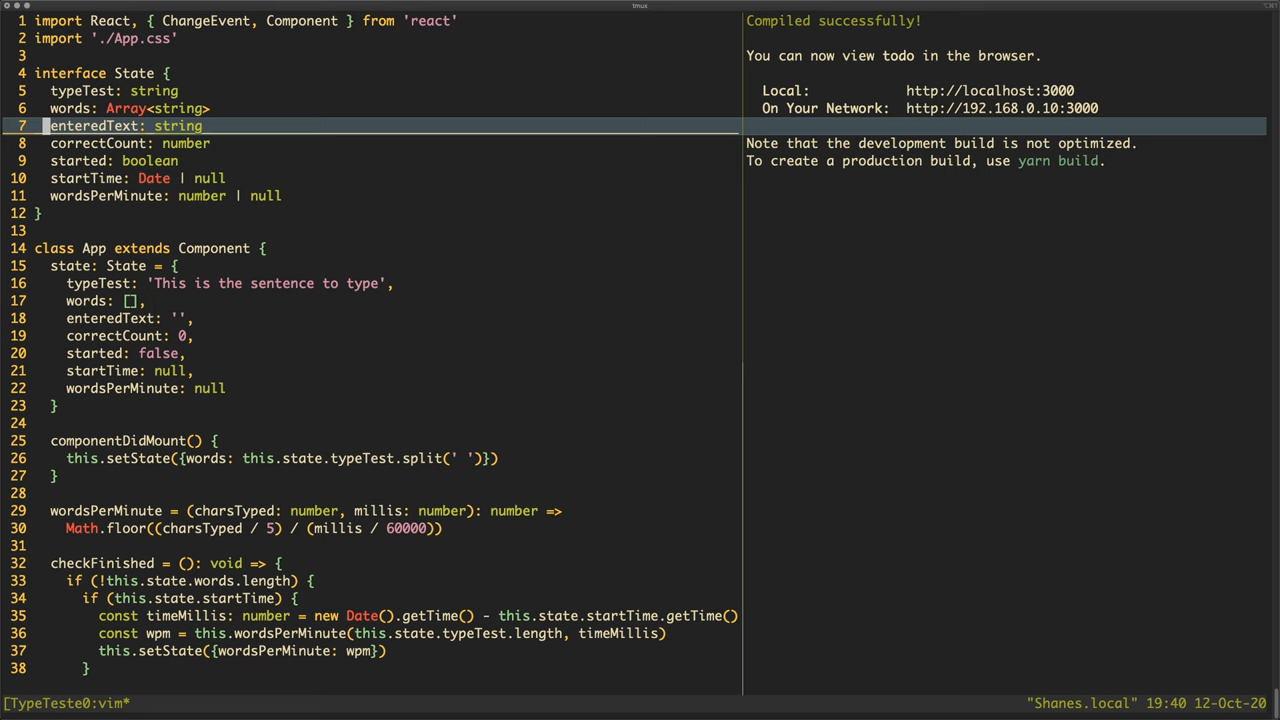 tmux
1 import React, { ChangeEvent, Component } from 'react'
2 import './App.css'
3
4 interface State {
5 typeTest: string
6 words: Array<string>
7 enteredText: string
8 correctCount: number
9 started: boolean
10 startTime: Date | null
11 wordsPerMinute: number | null
12 }
13
14 class App extends Component {
15 state: State = {
16 typeTest: 'This is the sentence to type',
17 words: [],
18 enteredText: '',
19 correctCount: 0,
20 started: false,
21 startTime: null,
22 wordsPerMinute: null
23 }
24
25 componentDidMount() {
26 this.setState({words: this.state.typeTest.split(' ')})
27 }
28
29 wordsPerMinute = (charsTyped: number, millis: number): number =>
30 Math.floor((charsTyped / 5) / (millis / 60000))
31
32 checkFinished = (): void => {
33 if (!this.state.words.length) {
34 if (this.state.startTime) {
35 const timeMillis: number = new Date().getTime() - this.state.startTime.getTime()
36 const wpm = this.wordsPerMinute(this.state.typeTest.length, timeMillis)
37 this.setState({wordsPerMinute: wpm})
38 }
Compiled successfully!
You can now view todo in the browser.
Local: http://localhost:3000
On Your Network: http://192.168.0.10:3000
Note that the development build is not optimized.
To create a production build, use yarn build.
[TypeTeste0:vim* "Shanes.local" 19:40 12-Oct-20